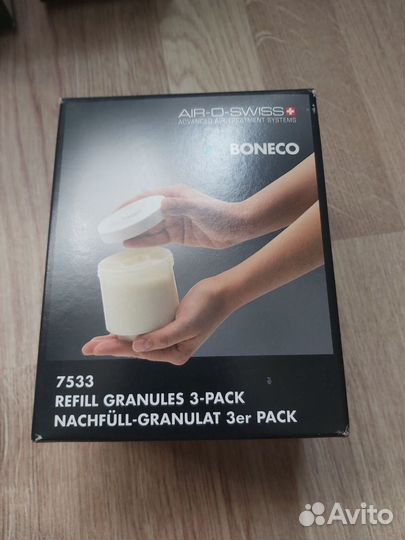 AIR-O-SWISS
ADVANCED AIR TREATMENT SYSTEMS
BONECO
7533
REFILL GRANULES 3-PACK
NACHFÜLL-GRANULAT 3er PACK
Avito